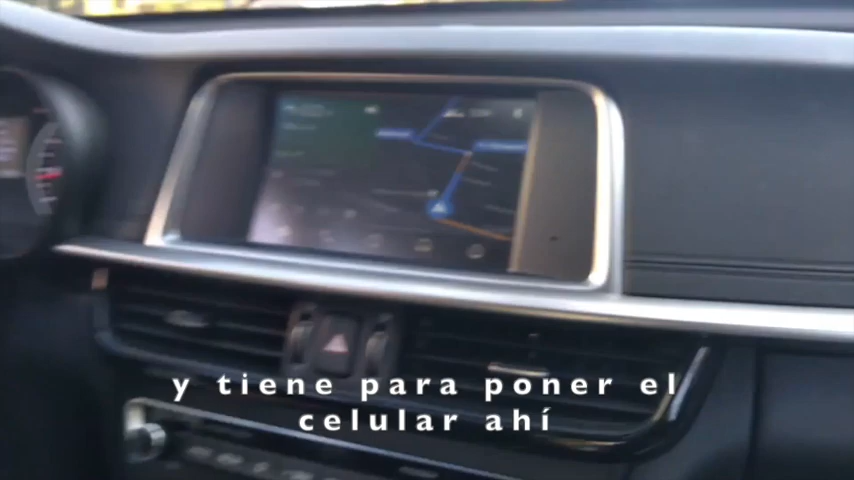 y tiene para poner el
celular ahí